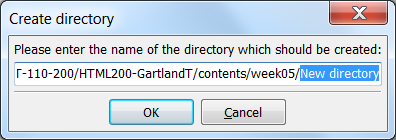 Create directory
Please enter the name of the directory which should be created:
-110-200/HTML200-GartlandT/contents/week05/New directory
OK
Cancel